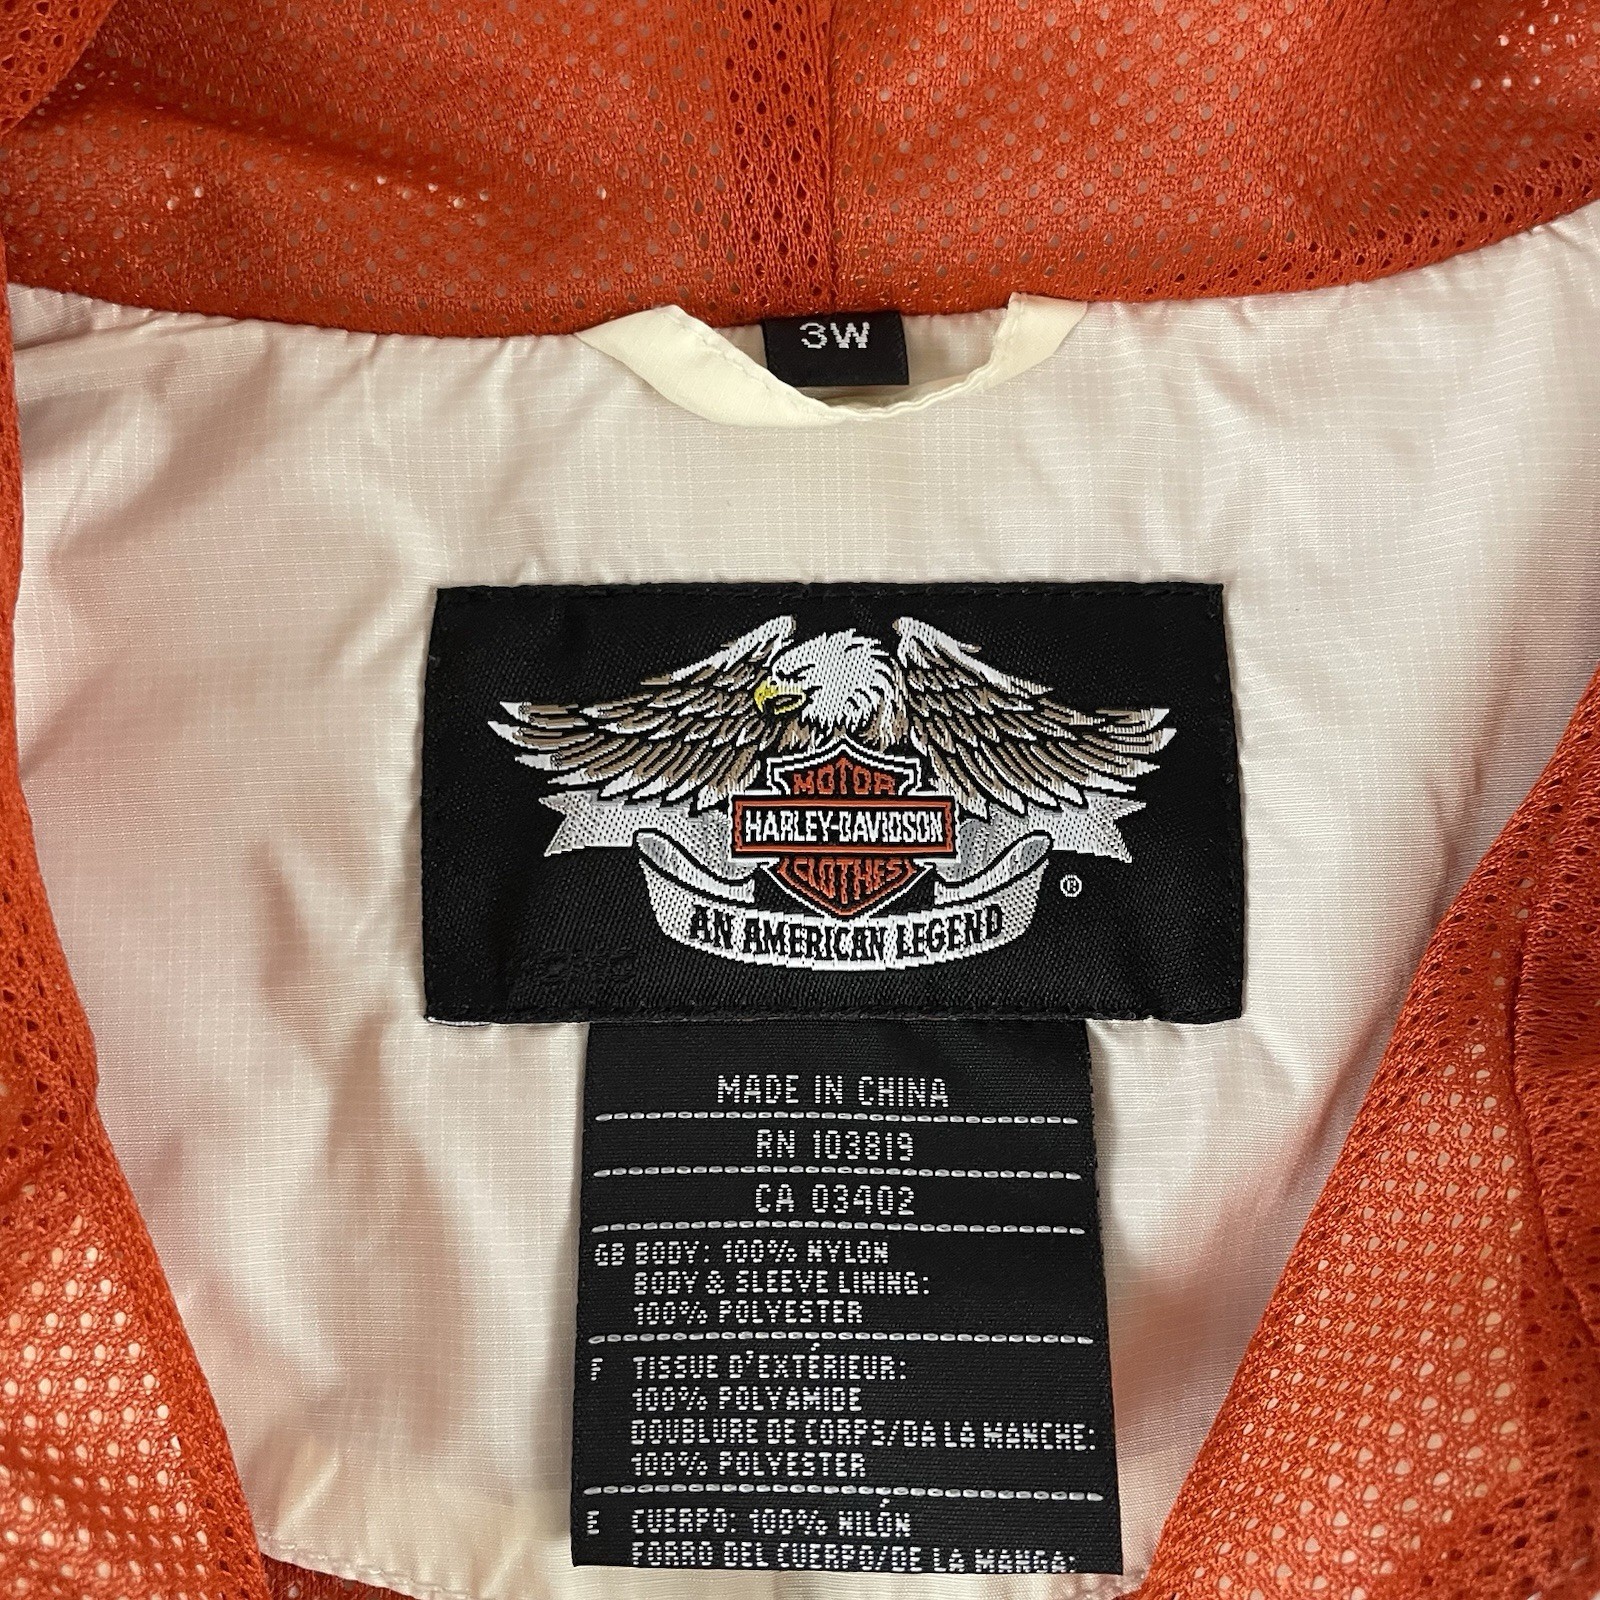 3W
MOTOR
HARLEY-DAVIDSON
CLOTHES
®
AN AMERICAN LEGEND
MADE IN CHINA
RN 103819
CA 03402
GB BODY: 100% NYLON
BODY & SLEEVE LINING:
100% POLYESTER
F TISSUE D'EXTÉRIEUR:
100% POLYAMIDE
DOUBLURE DE CORPS/DA LA MANCHE:
100% POLYESTER
E CUERPO: 100% NILÓN
FORRO DEL CUERPO/DE LA MANGA: